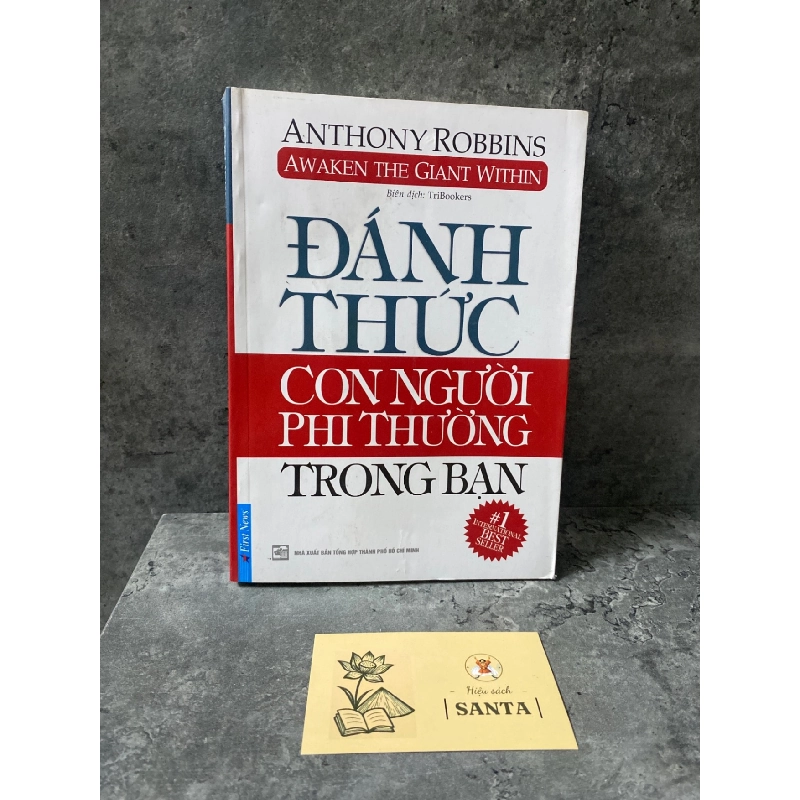 ANTHONY ROBBINS
AWAKEN THE GIANT WITHIN
Biên dịch: TriBookers
ĐÁNH
THỨC
CON NGƯỜI
PHI THƯỜNG
TRONG BẠN
#1
INTERNATIONAL
BEST
SELLER
First News
NHÀ XUẤT BẢN TỔNG HỢP THÀNH PHỐ HỒ CHÍ MINH
Hiệu sách
SANTA